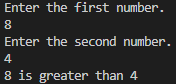 Enter the first number.
8
Enter the second number.
4
8 is greater than 4